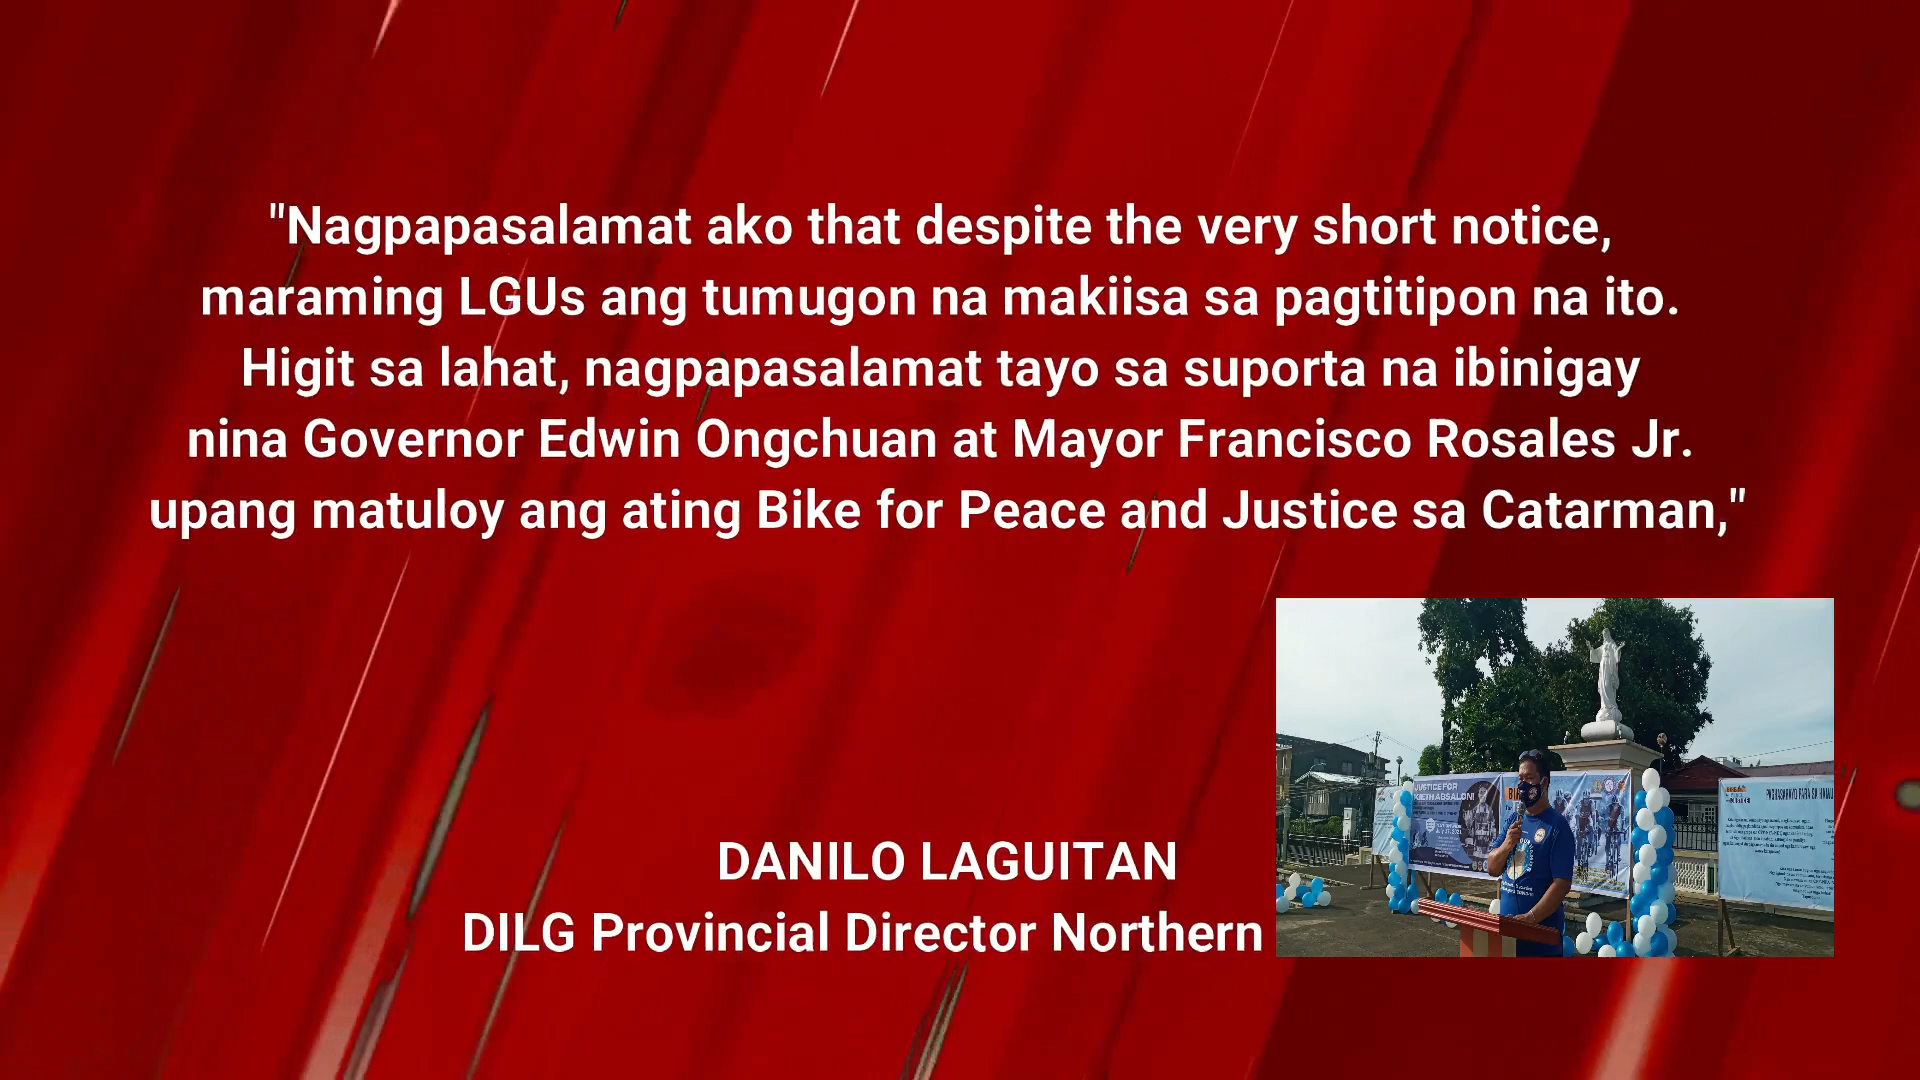 "Nagpapasalamat ako that despite the very short notice,
maraming LGUs ang tumugon na makiisa sa pagtitipon na ito.
Higit sa lahat, nagpapasalamat tayo sa suporta na ibinigay
nina Governor Edwin Ongchuan at Mayor Francisco Rosales Jr.
upang matuloy ang ating Bike for Peace and Justice sa Catarman,"
DANILO LAGUITAN
DILG Provincial Director Northern
JUSTICE FOR
ABSALON!